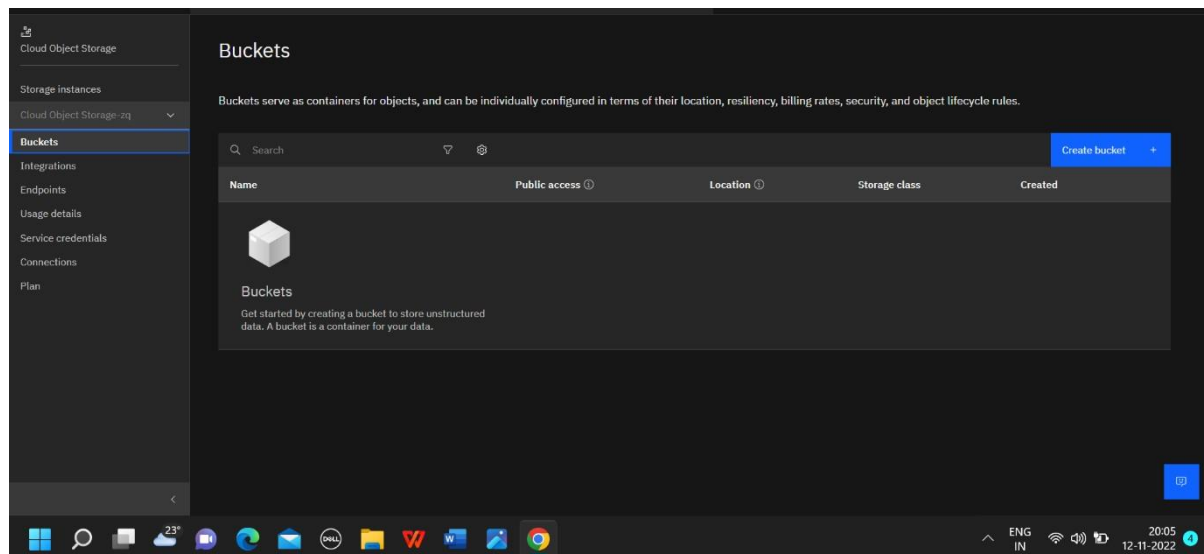 Cloud Object Storage
Storage instances
Cloud Object Storage-zq
Buckets
Integrations
Endpoints
Usage details
Service credentials
Connections
Plan
Buckets
Buckets serve as containers for objects, and can be individually configured in terms of their location, resiliency, billing rates, security, and object lifecycle rules.
Search
Create bucket +
Name Public access Location Storage class Created
Buckets
Get started by creating a bucket to store unstructured
data. A bucket is a container for your data.
23°
DELL
W
ENG
IN
20:05
12-11-2022
4